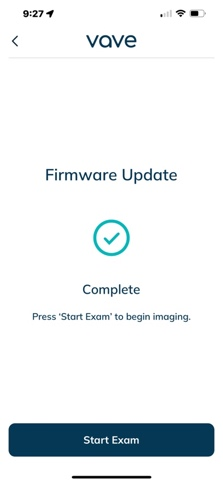 9:27
vave
Firmware Update
Complete
Press ‘Start Exam’ to begin imaging.
Start Exam